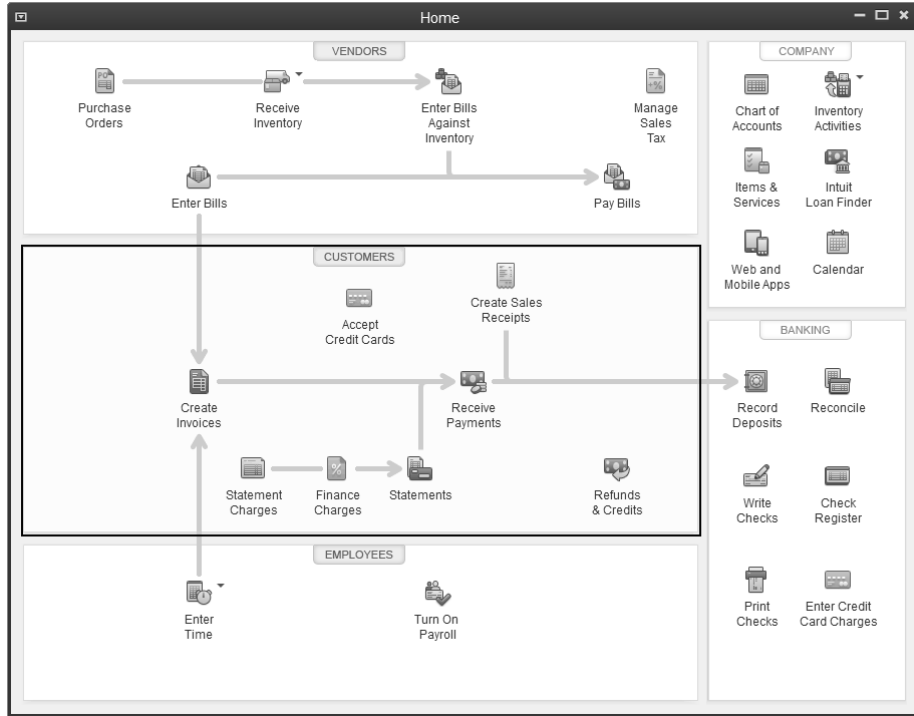 Home
VENDORS
Purchase
Orders
Receive
Inventory
Enter Bills
Against
Inventory
Manage
Sales
Tax
Enter Bills
Pay Bills
CUSTOMERS
Accept
Credit Cards
Create Sales
Receipts
Create
Invoices
Receive
Payments
Statement
Charges
Finance
Charges
Statements
Refunds
& Credits
EMPLOYEES
Enter
Time
Turn On
Payroll
COMPANY
Chart of
Accounts
Inventory
Activities
Items &
Services
Intuit
Loan Finder
Web and
Mobile Apps
Calendar
BANKING
Record
Deposits
Reconcile
Write
Checks
Check
Register
Print
Checks
Enter Credit
Card Charges